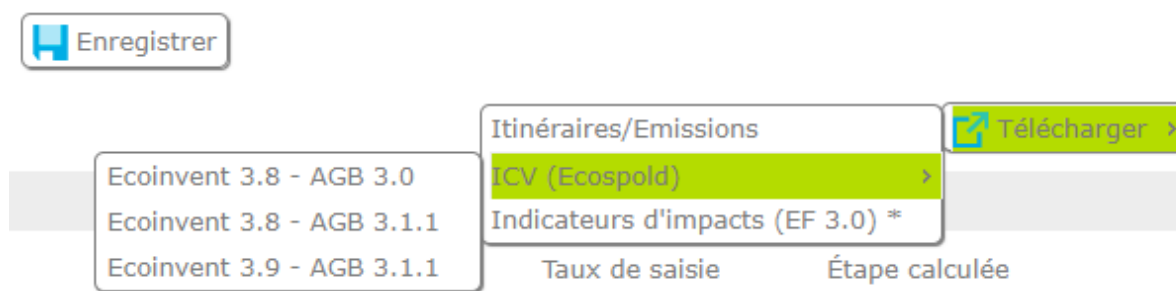 Enregistrer
Itinéraires/Emissions
Télécharger >
Ecoinvent 3.8 - AGB 3.0
ICV (Ecospold) >
Ecoinvent 3.8 - AGB 3.1.1
Indicateurs d'impacts (EF 3.0) *
Ecoinvent 3.9 - AGB 3.1.1
Taux de saisie
Étape calculée